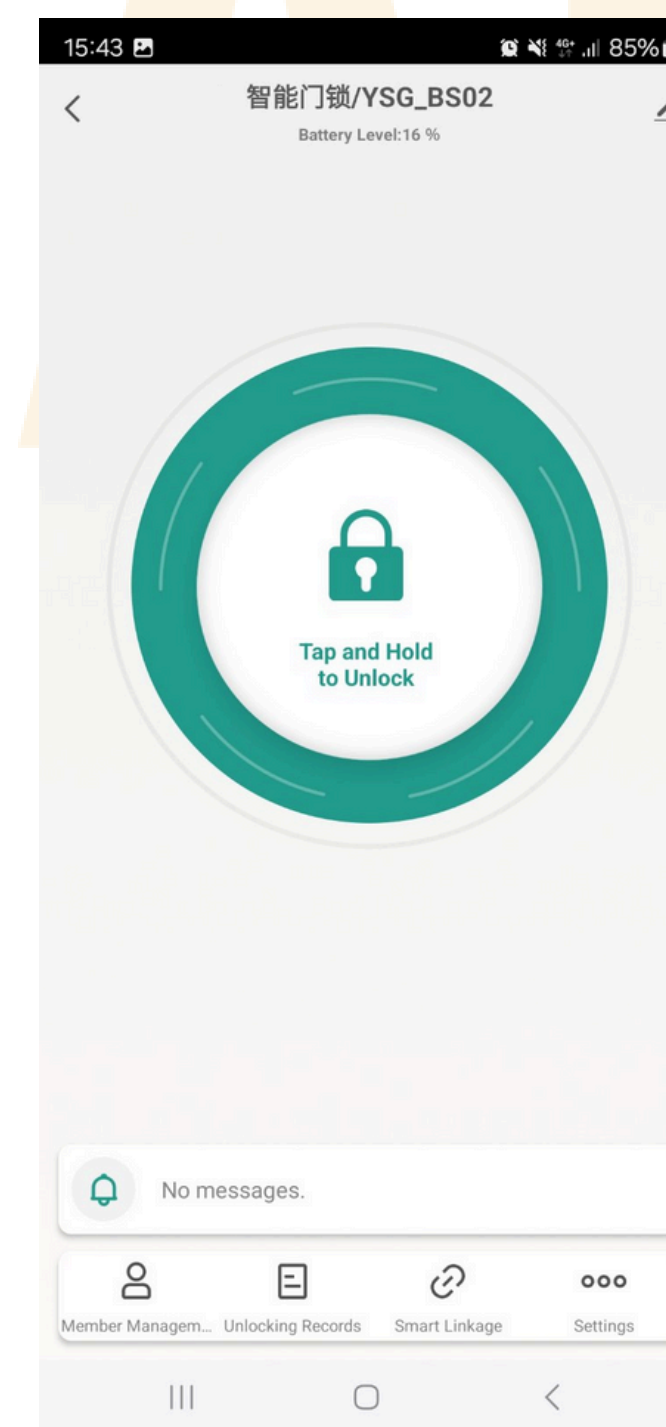 15:43
4G+ 85%
智能门锁/YSG_BS02
Battery Level:16 %
Tap and Hold
to Unlock
No messages.
Member Managem... Unlocking Records Smart Linkage Settings